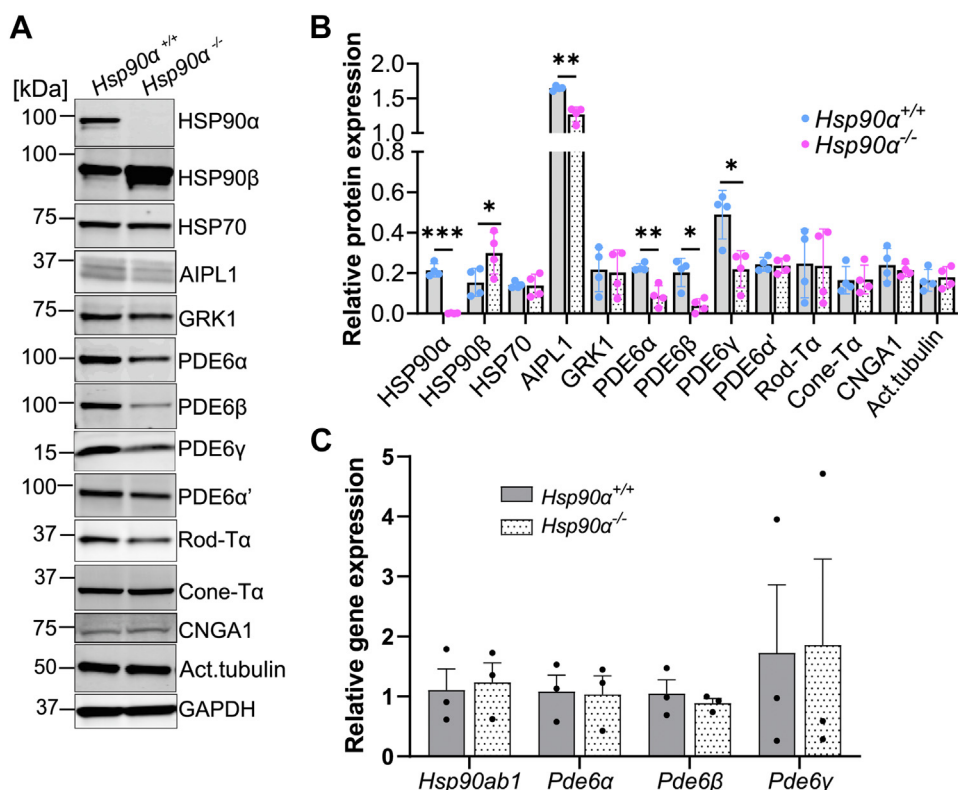 A
Hsp90α+/+ Hsp90α-/-
[kDa]
100 HSP90α
100 HSP90β
75 HSP70
37 AIPL1
75 GRK1
100 PDE6α
100 PDE6β
15 PDE6γ
100 PDE6α'
37 Rod-Tα
37 Cone-Tα
75 CNGA1
50 Act.tubulin
37 GAPDH
B
Relative protein expression
2.0
1.5
1.0
0.8
0.6
0.4
0.2
0.0
*** * ** ** * *
Hsp90α+/+
Hsp90α-/-
HSP90α HSP90β HSP70 AIPL1 GRK1 PDE6α PDE6β PDE6γ PDE6α' Rod-Tα Cone-Tα CNGA1 Act.tubulin
C
Relative gene expression
5
4
3
2
1
0
Hsp90α+/+
Hsp90α-/-
Hsp90ab1 Pde6α Pde6β Pde6γ